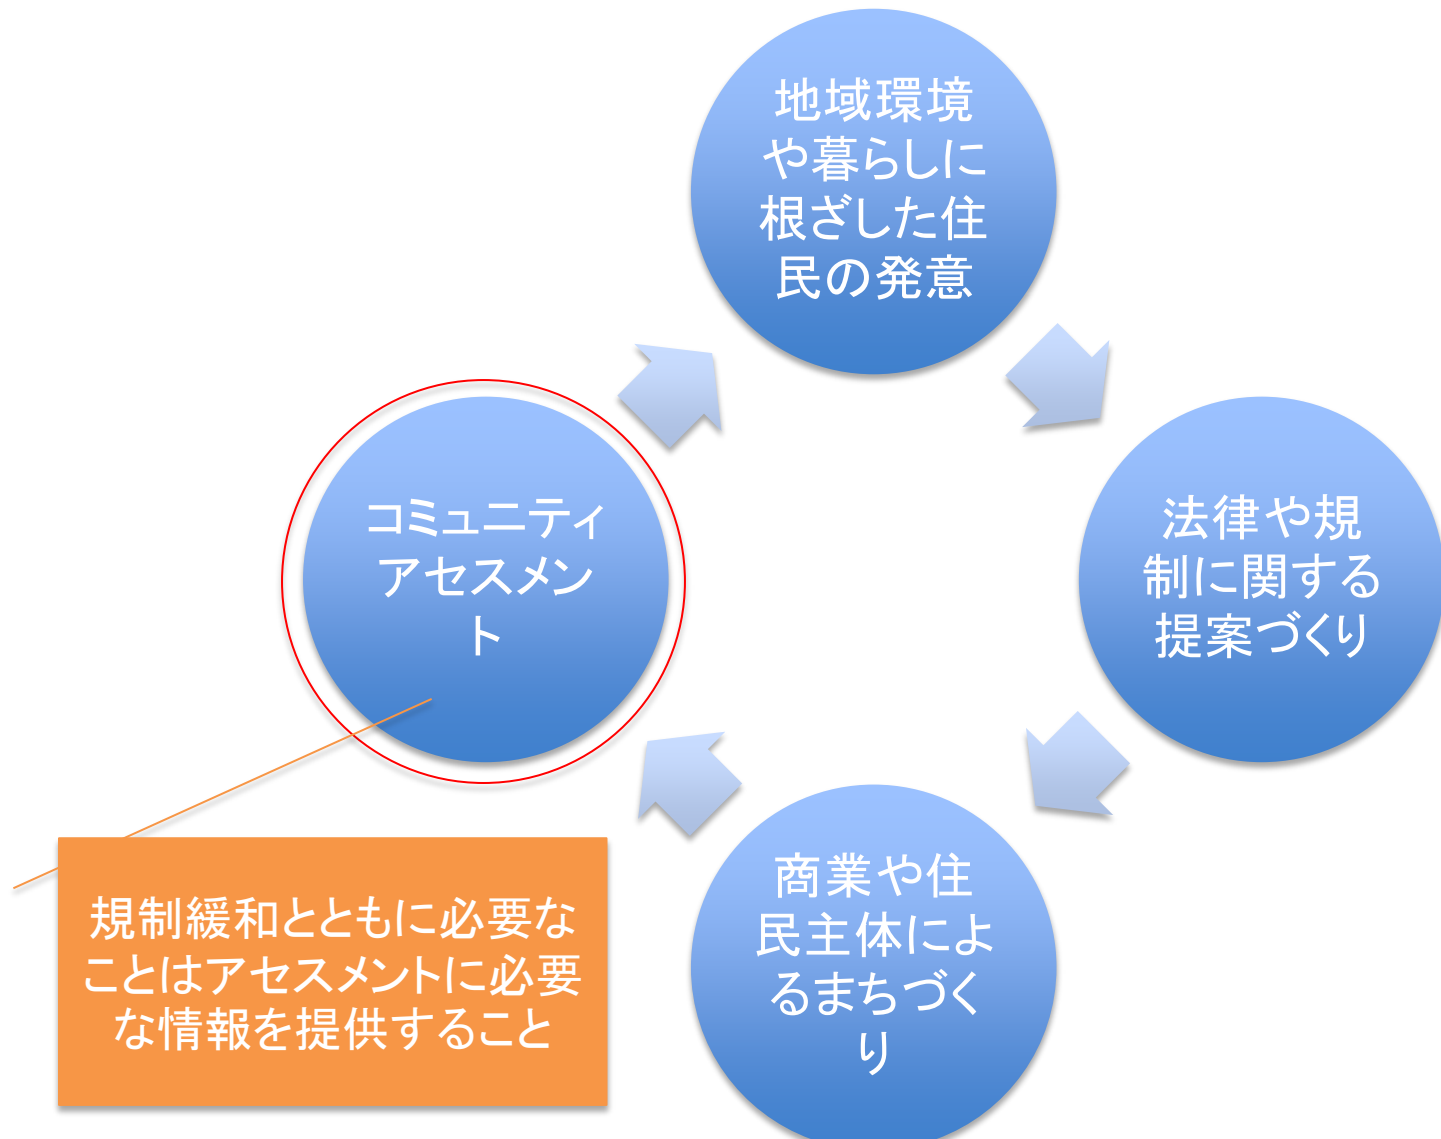 地域環境
や暮らしに
根ざした住
民の発意
コミュニティ
アセスメン
ト
法律や規
制に関する
提案づくり
商業や住
民主体によ
るまちづく
り
規制緩和とともに必要な
ことはアセスメントに必要
な情報を提供すること